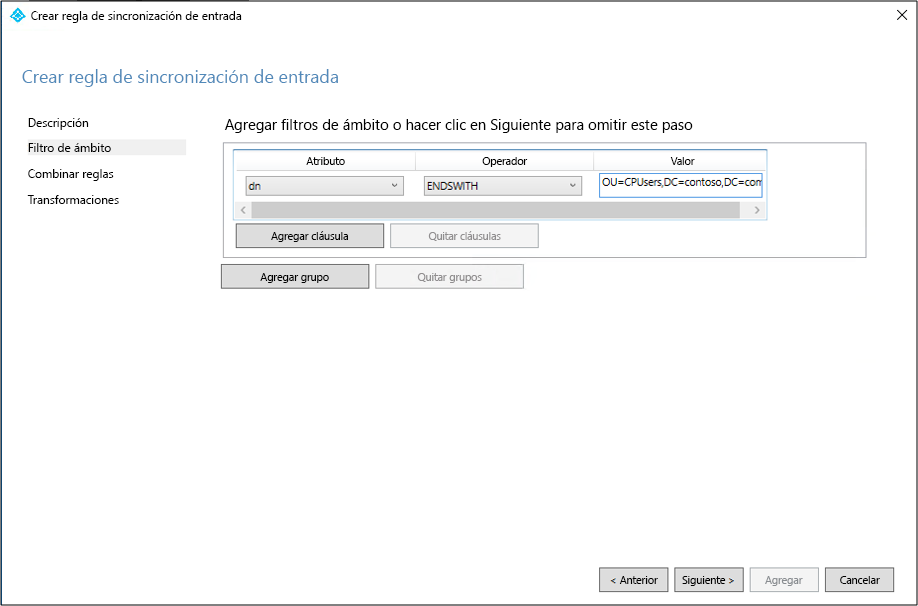 Crear regla de sincronización de entrada
Crear regla de sincronización de entrada
Descripción
Filtro de ámbito
Combinar reglas
Transformaciones
Agregar filtros de ámbito o hacer clic en Siguiente para omitir este paso
Atributo Operador Valor
dn ENDSWITH OU=CPUsers,DC=contoso,DC=com
Agregar cláusula Quitar cláusulas
Agregar grupo Quitar grupos
< Anterior Siguiente > Agregar Cancelar